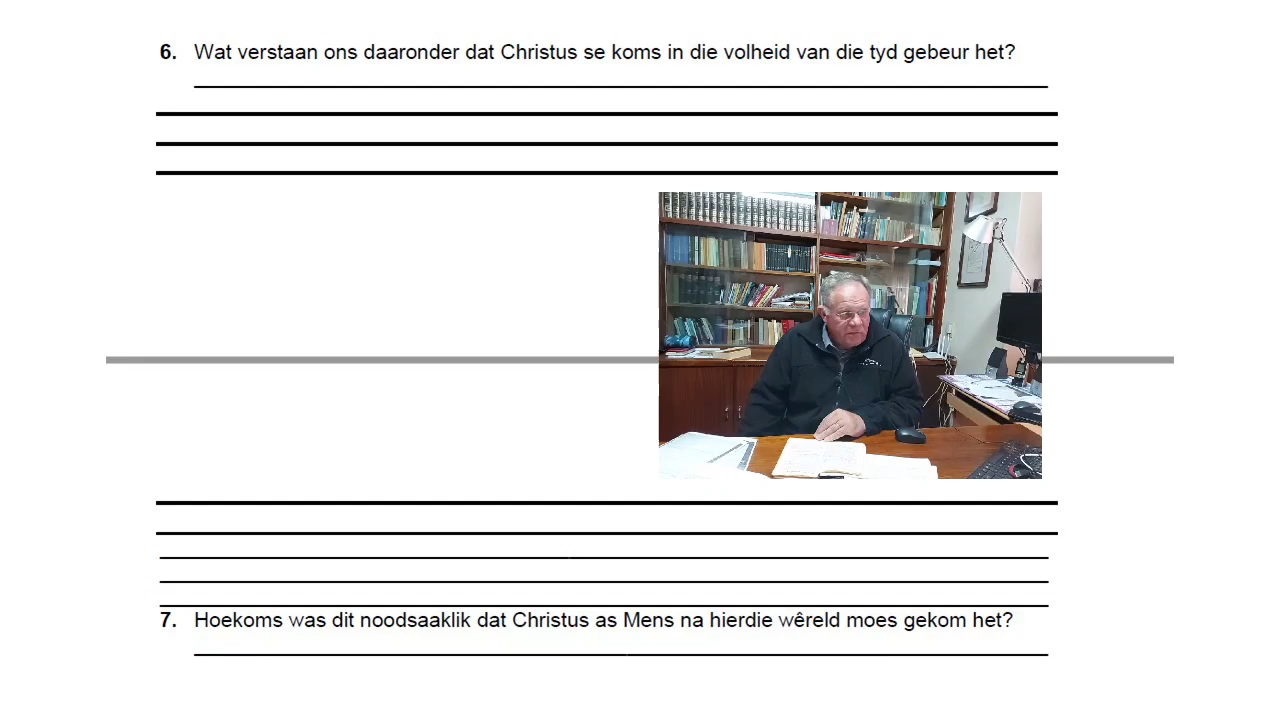 6. Wat verstaan ons daaronder dat Christus se koms in die volheid van die tyd gebeur het?
7. Hoekoms was dit noodsaaklik dat Christus as Mens na hierdie wêreld moes gekom het?